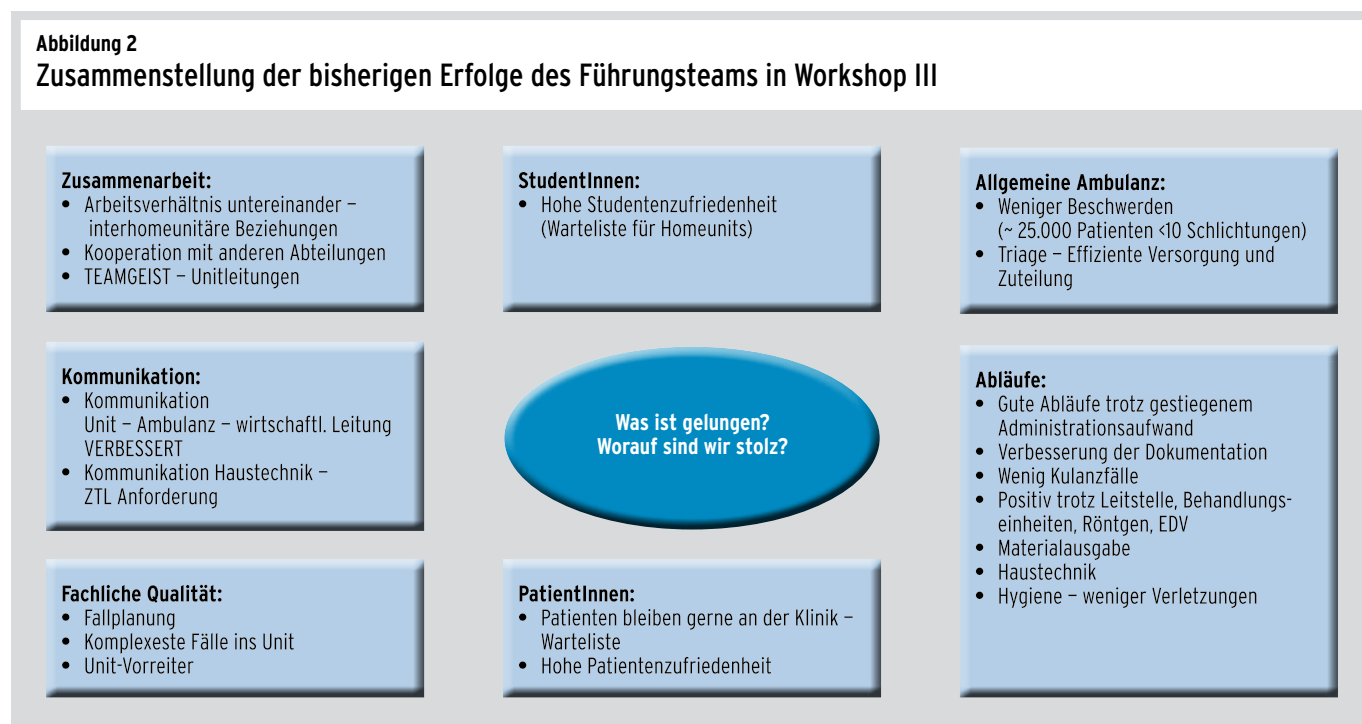 Abbildung 2
Zusammenstellung der bisherigen Erfolge des Führungsteams in Workshop III
Zusammenarbeit:
• Arbeitsverhältnis untereinander –
interhomeunitäre Beziehungen
• Kooperation mit anderen Abteilungen
• TEAMGEIST – Unitleitungen
StudentInnen:
• Hohe Studentenzufriedenheit
(Warteliste für Homeunits)
Allgemeine Ambulanz:
• Weniger Beschwerden
(~ 25.000 Patienten <10 Schlichtungen)
• Triage – Effiziente Versorgung und
Zuteilung
Kommunikation:
• Kommunikation
Unit – Ambulanz – wirtschaftl. Leitung
VERBESSERT
• Kommunikation Haustechnik –
ZTL Anforderung
Was ist gelungen?
Worauf sind wir stolz?
Abläufe:
• Gute Abläufe trotz gestiegenem
Administrationsaufwand
• Verbesserung der Dokumentation
• Wenig Kulanzfälle
• Positiv trotz Leitstelle, Behandlungs-
einheiten, Röntgen, EDV
• Materialausgabe
• Haustechnik
• Hygiene – weniger Verletzungen
Fachliche Qualität:
• Fallplanung
• Komplexeste Fälle ins Unit
• Unit-Vorreiter
PatientInnen:
• Patienten bleiben gerne an der Klinik –
Warteliste
• Hohe Patientenzufriedenheit